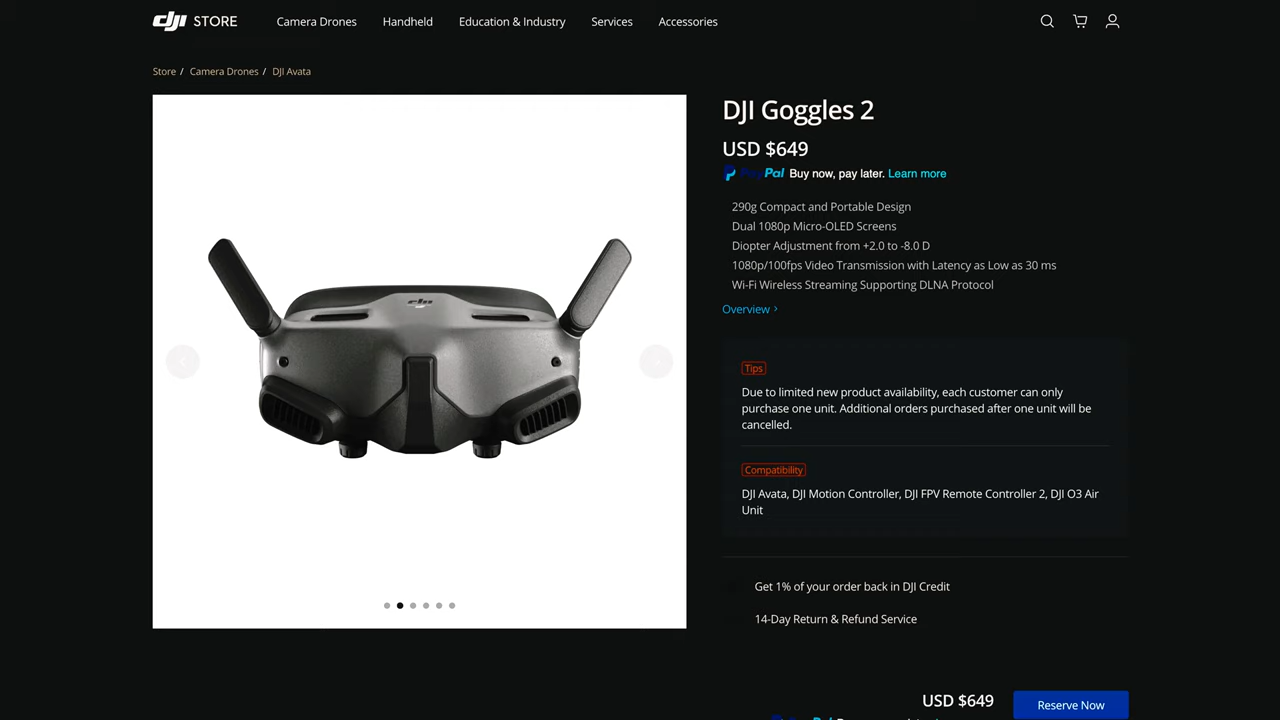 dji STORE
Camera Drones
Handheld
Education & Industry
Services
Accessories
Store / Camera Drones / DJI Avata
dji
DJI Goggles 2
USD $649
PayPal Buy now, pay later. Learn more
290g Compact and Portable Design
Dual 1080p Micro-OLED Screens
Diopter Adjustment from +2.0 to -8.0 D
1080p/100fps Video Transmission with Latency as Low as 30 ms
Wi-Fi Wireless Streaming Supporting DLNA Protocol
Overview >
Tips
Due to limited new product availability, each customer can only
purchase one unit. Additional orders purchased after one unit will be
cancelled.
Compatibility
DJI Avata, DJI Motion Controller, DJI FPV Remote Controller 2, DJI O3 Air
Unit
Get 1% of your order back in DJI Credit
14-Day Return & Refund Service
USD $649
Reserve Now